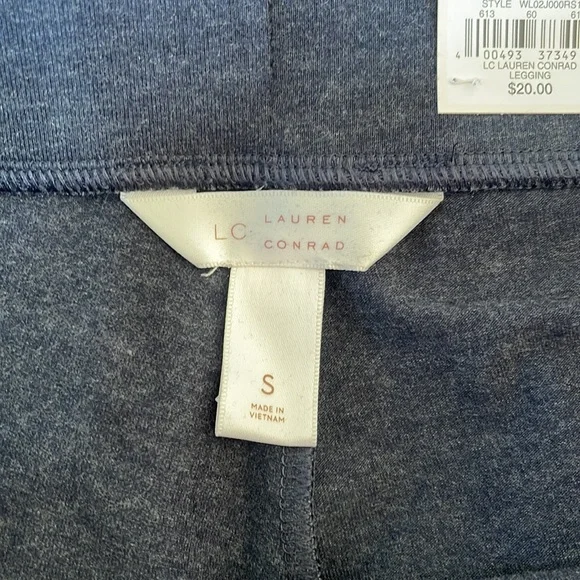 STYLE WL02J000RS1
613 60 61
4 00493 37349
LC LAUREN CONRAD
LEGGING
$20.00
LC LAUREN
CONRAD
S
MADE IN
VIETNAM